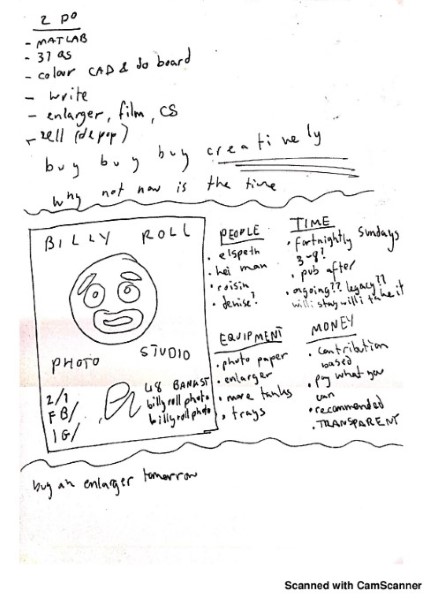 2 DO
- MATLAB
- 37 as
- colour CAD & do board
- write
- enlarger, film, CS
- sell (depop)
buy buy buy creatively
why not now is the time
BILLY ROLL
PHOTO STUDIO
2/1
FB/
IG/
48 BANKST
billyrollphoto
billyrollphoto
PEOPLE
• elspeth
• hei man
• roisin
• denise?
TIME
• fortnightly sundays
3-8!
• pub after
• ongoing?? legacy??
will i stay will i take it
EQUIPMENT
• photo paper
• enlarger
• more tanks
• trays
MONEY
• contribution
based
• pay what you
can
• recommended
• TRANSPARENT
buy an enlarger tomorrow
Scanned with CamScanner